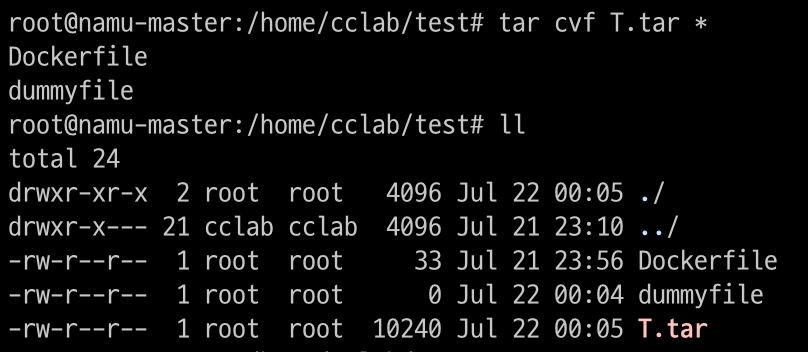 root@namu-master:/home/cclab/test# tar cvf T.tar *
Dockerfile
dummyfile
root@namu-master:/home/cclab/test# ll
total 24
drwxr-xr-x  2 root  root   4096 Jul 22 00:05 ./
drwxr-x--- 21 cclab cclab  4096 Jul 21 23:10 ../
-rw-r--r--  1 root  root     33 Jul 21 23:56 Dockerfile
-rw-r--r--  1 root  root      0 Jul 22 00:04 dummyfile
-rw-r--r--  1 root  root  10240 Jul 22 00:05 T.tar